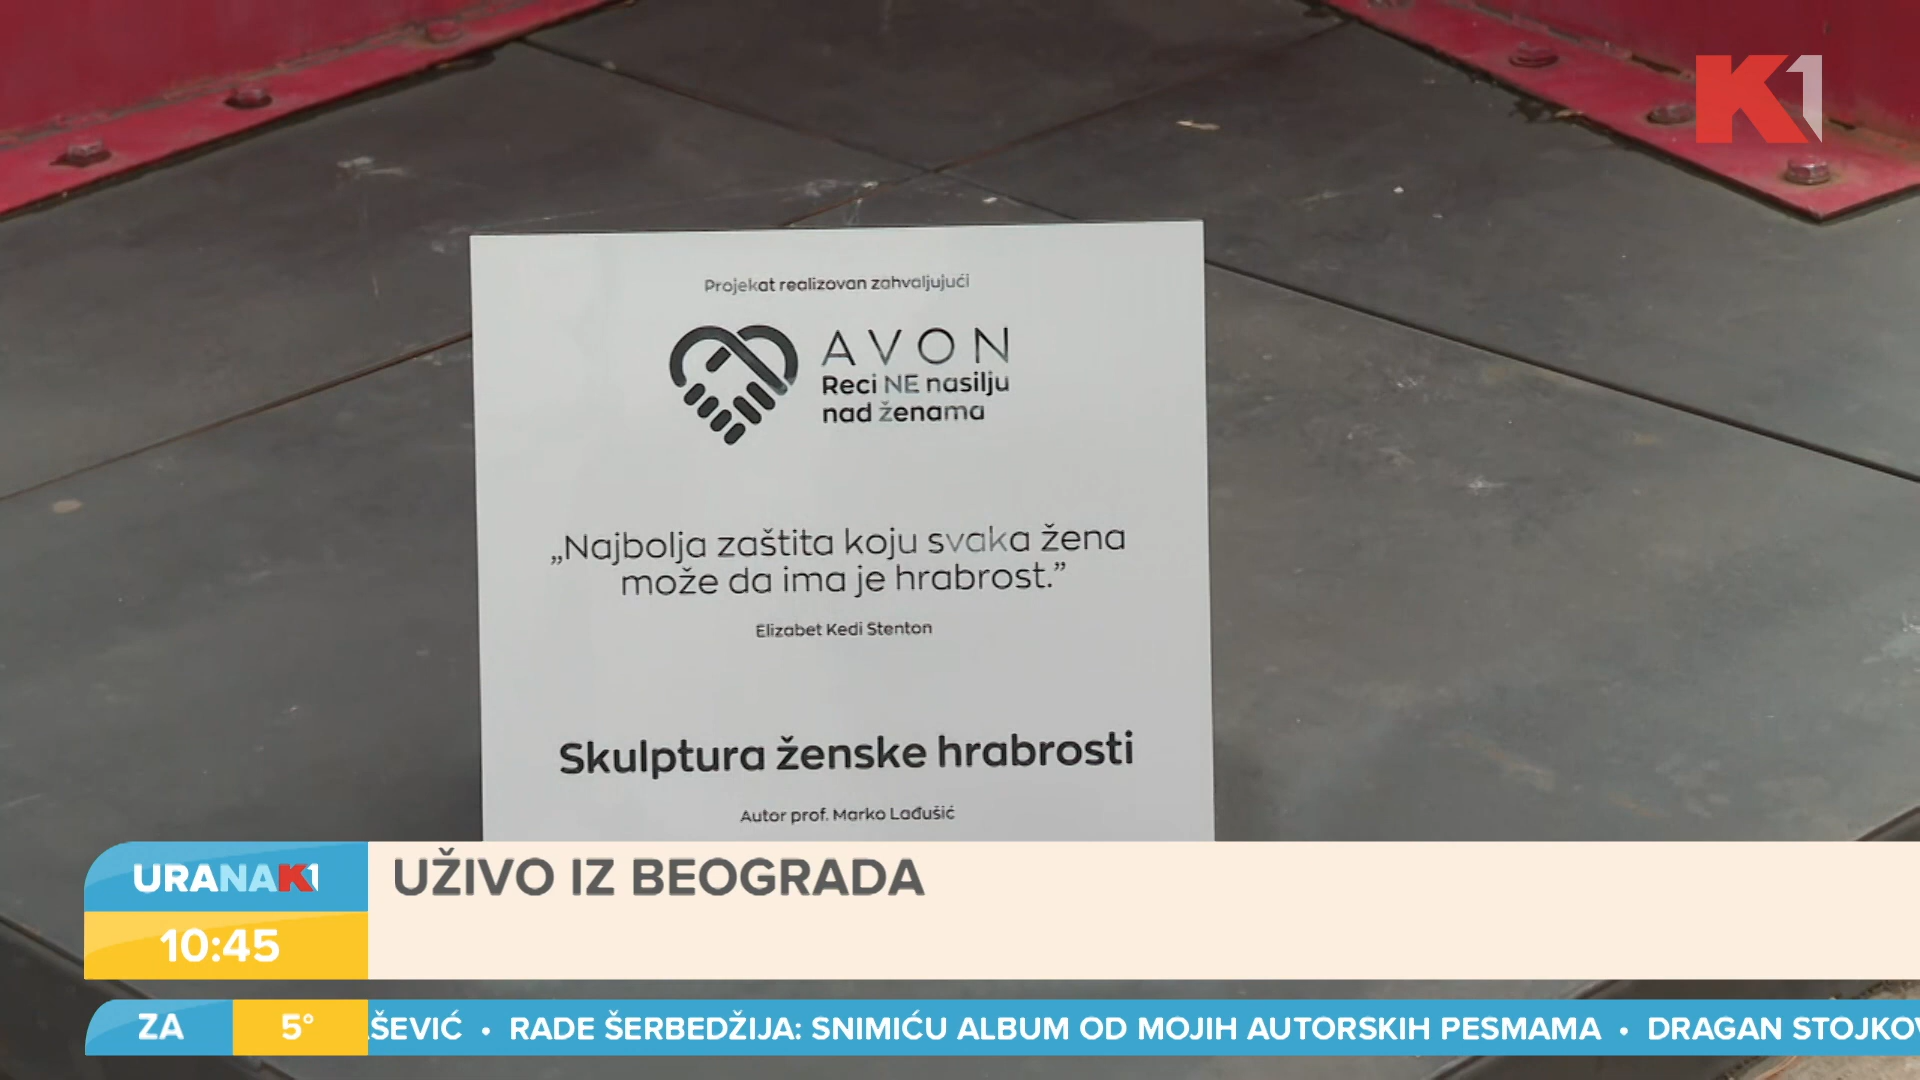 K1
Projekat realizovan zahvaljujući
AVON
Reci NE nasilju
nad ženama
„Najbolja zaštita koju svaka žena
može da ima je hrabrost.”
Elizabet Kedi Stenton
Skulptura ženske hrabrosti
Autor prof. Marko Lađušić
URANAK1
UŽIVO IZ BEOGRADA
10:45
ZA 5° ŠEVIĆ • RADE ŠERBEDŽIJA: SNIMIĆU ALBUM OD MOJIH AUTORSKIH PESMAMA • DRAGAN STOJKOV